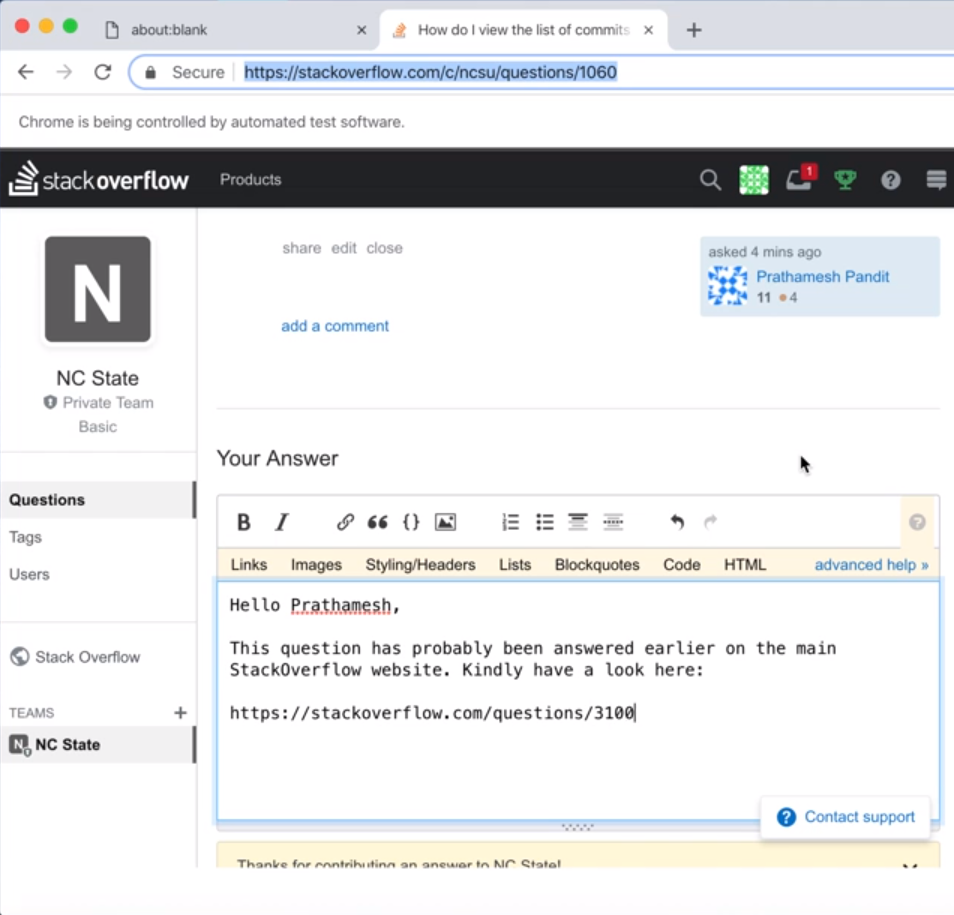 about:blank
How do I view the list of commits
Secure https://stackoverflow.com/c/ncsu/questions/1060
Chrome is being controlled by automated test software.
stackoverflow Products 1
share edit close
asked 4 mins ago
Prathamesh Pandit
11 4
add a comment
N
NC State
Private Team
Basic
Questions
Tags
Users
Stack Overflow
TEAMS
N NC State
Your Answer
B I
Links Images Styling/Headers Lists Blockquotes Code HTML advanced help »
Hello Prathamesh,
This question has probably been answered earlier on the main
StackOverflow website. Kindly have a look here:
https://stackoverflow.com/questions/3100
Contact support
Thanks for contributing an answer to NC State!